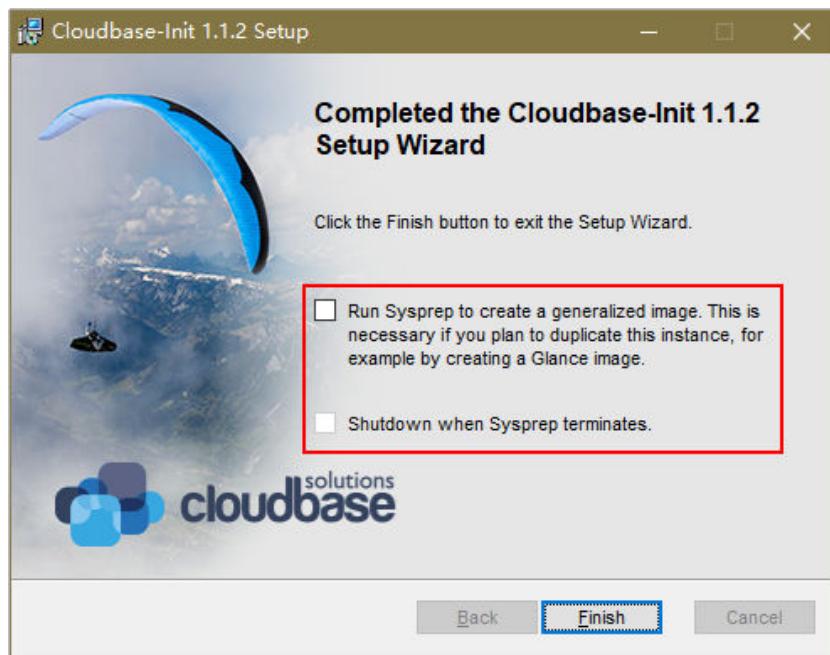 Cloudbase-Init 1.1.2 Setup
Completed the Cloudbase-Init 1.1.2
Setup Wizard
Click the Finish button to exit the Setup Wizard.
Run Sysprep to create a generalized image. This is
necessary if you plan to duplicate this instance, for
example by creating a Glance image.
Shutdown when Sysprep terminates.
solutions
cloudbase
Back
Finish
Cancel